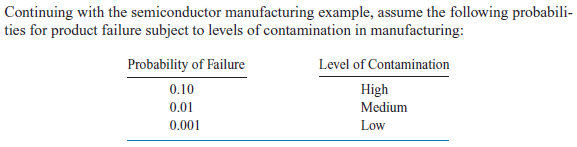 Continuing with the semiconductor manufacturing example, assume the following probabili-
ties for product failure subject to levels of contamination in manufacturing:
Probability of Failure Level of Contamination
0.10 High
0.01 Medium
0.001 Low